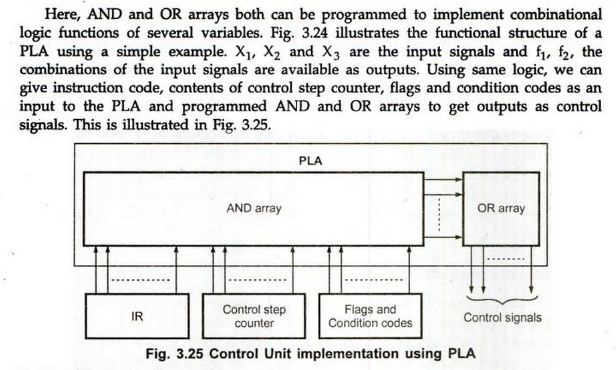 Here, AND and OR arrays both can be programmed to implement combinational
logic functions of several variables. Fig. 3.24 illustrates the functional structure of a
PLA using a simple example. X₁, X₂ and X₃ are the input signals and f₁, f₂, the
combinations of the input signals are available as outputs. Using same logic, we can
give instruction code, contents of control step counter, flags and condition codes as an
input to the PLA and programmed AND and OR arrays to get outputs as control
signals. This is illustrated in Fig. 3.25.
PLA
AND array
OR array
IR
Control step
counter
Flags and
Condition codes
Control signals
Fig. 3.25 Control Unit implementation using PLA